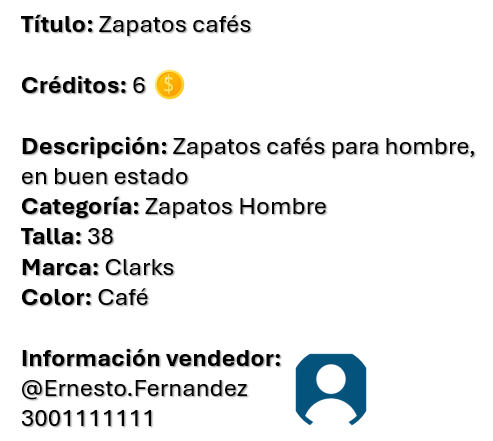 Título: Zapatos cafés
Créditos: 6 $
Descripción: Zapatos cafés para hombre,
en buen estado
Categoría: Zapatos Hombre
Talla: 38
Marca: Clarks
Color: Café
Información vendedor:
@Ernesto.Fernandez
3001111111